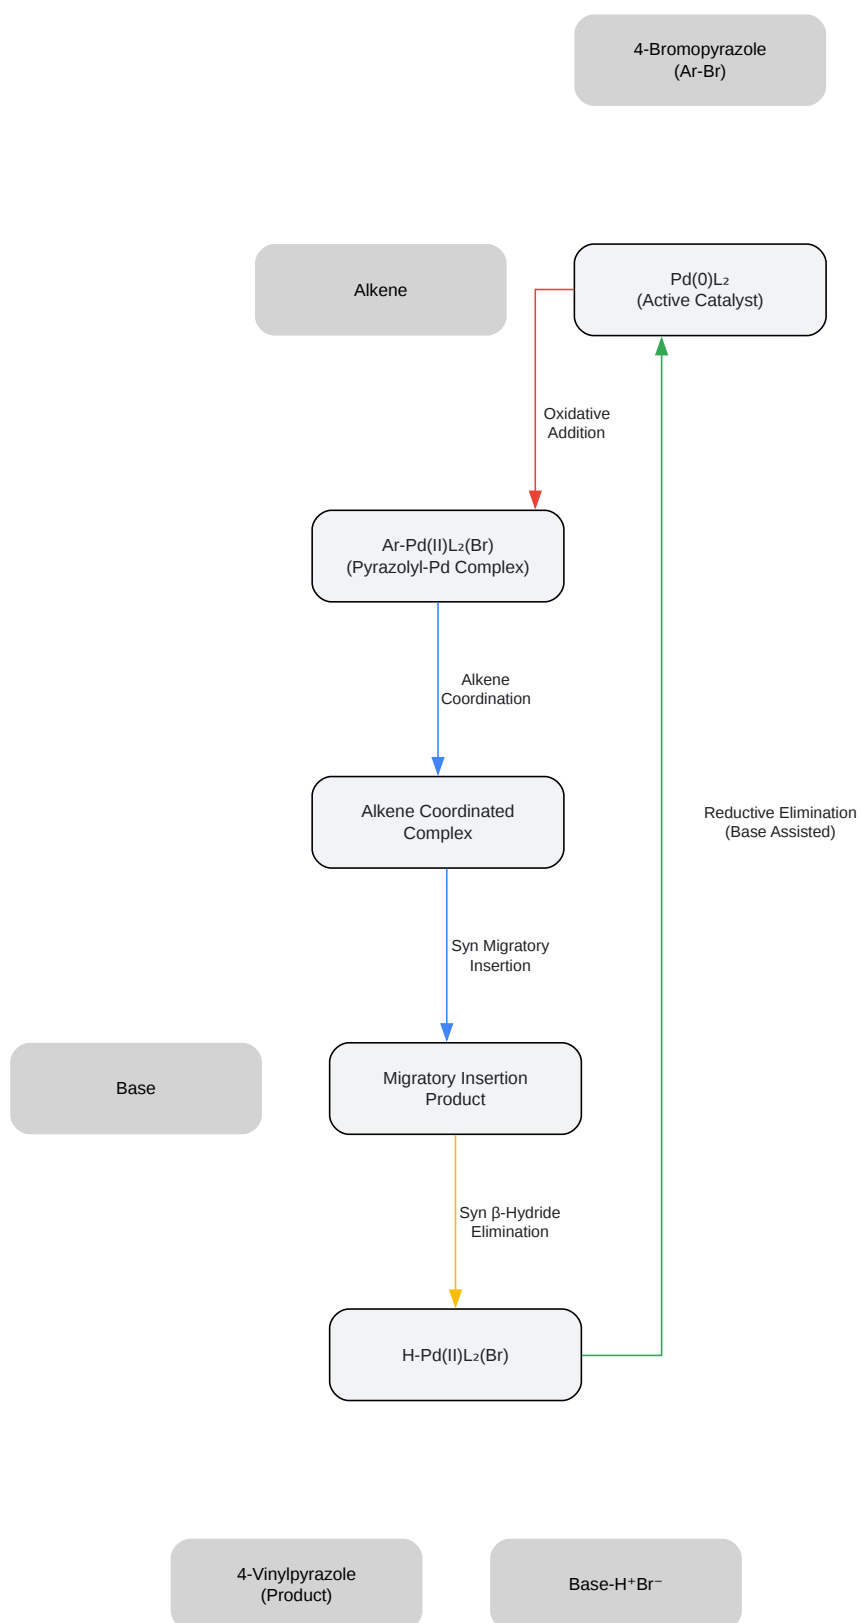 4-Bromopyrazole
(Ar-Br)
Alkene
Pd(0)L₂
(Active Catalyst)
Oxidative
Addition
Ar-Pd(II)L₂(Br)
(Pyrazolyl-Pd Complex)
Alkene
Coordination
Alkene Coordinated
Complex
Reductive Elimination
(Base Assisted)
Syn Migratory
Insertion
Base
Migratory Insertion
Product
Syn β-Hydride
Elimination
H-Pd(II)L₂(Br)
4-Vinylpyrazole
(Product)
Base-H⁺Br⁻